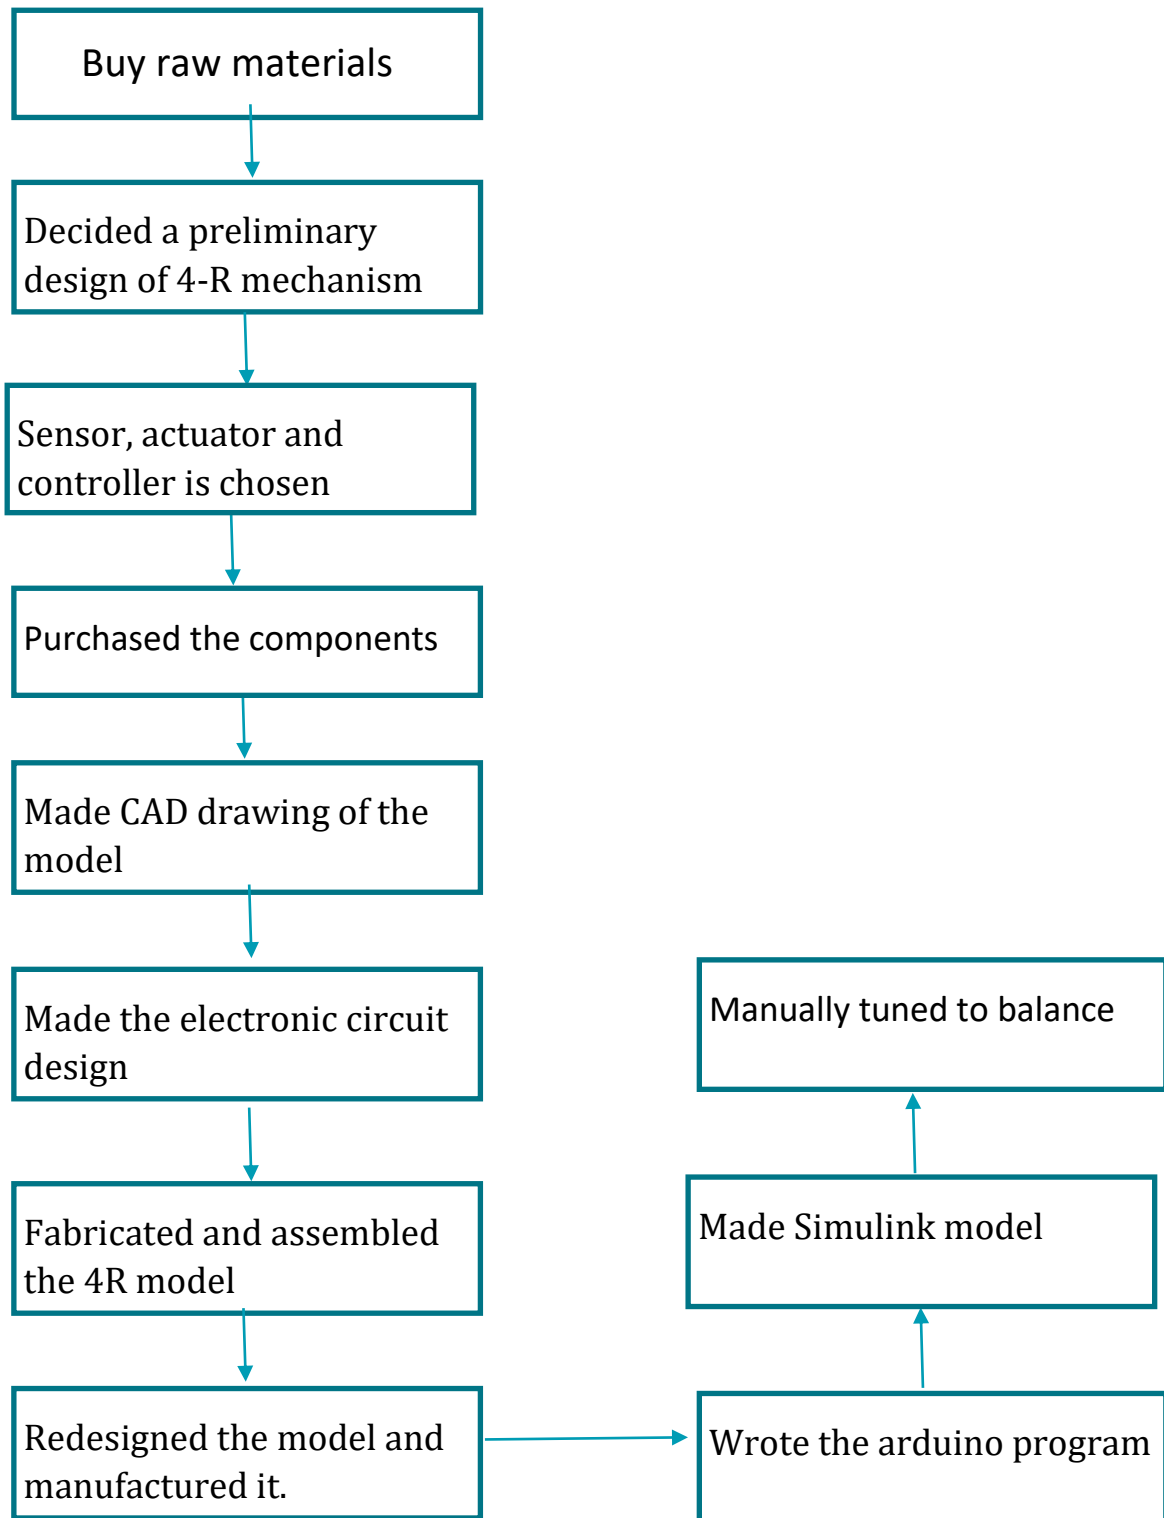 Buy raw materials
Decided a preliminary
design of 4-R mechanism
Sensor, actuator and
controller is chosen
Purchased the components
Made CAD drawing of the
model
Made the electronic circuit
design
Fabricated and assembled
the 4R model
Redesigned the model and
manufactured it.
Wrote the arduino program
Made Simulink model
Manually tuned to balance